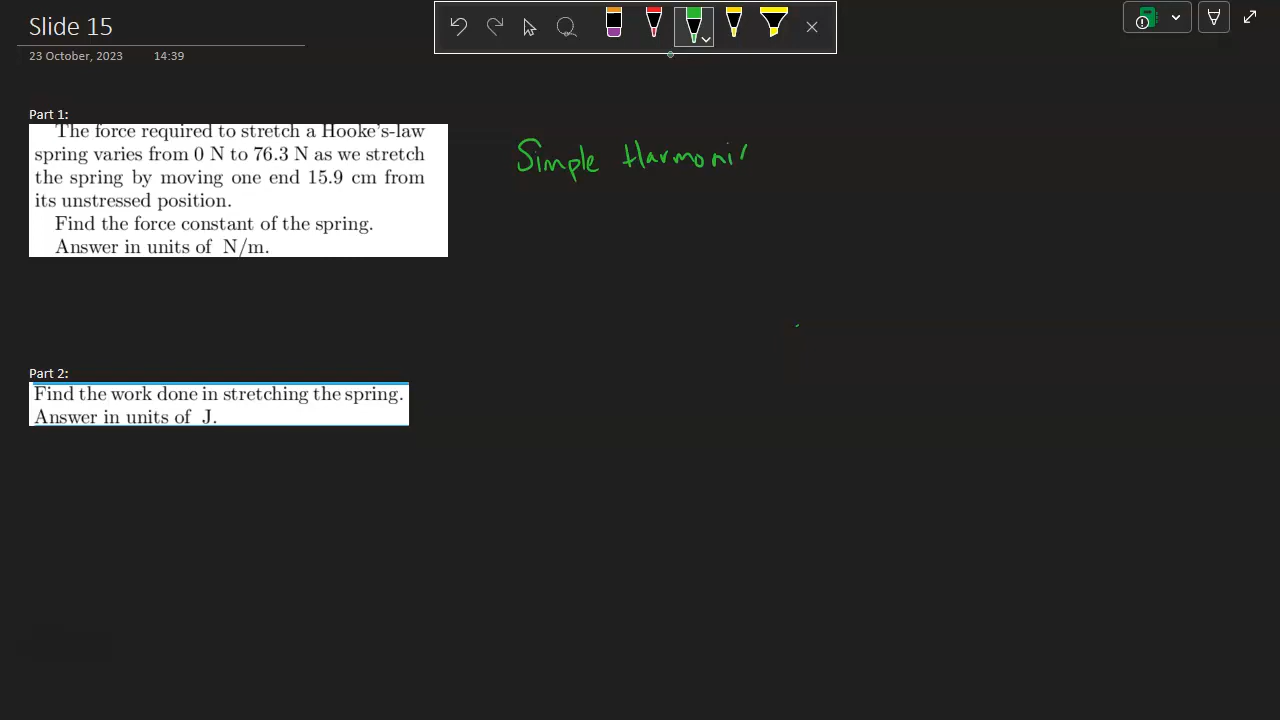 Slide 15
23 October, 2023 14:39
Part 1:
The force required to stretch a Hooke's-law
spring varies from 0 N to 76.3 N as we stretch
the spring by moving one end 15.9 cm from
its unstressed position.
Find the force constant of the spring.
Answer in units of N/m.
Simple Harmoni
Part 2:
Find the work done in stretching the spring.
Answer in units of J.